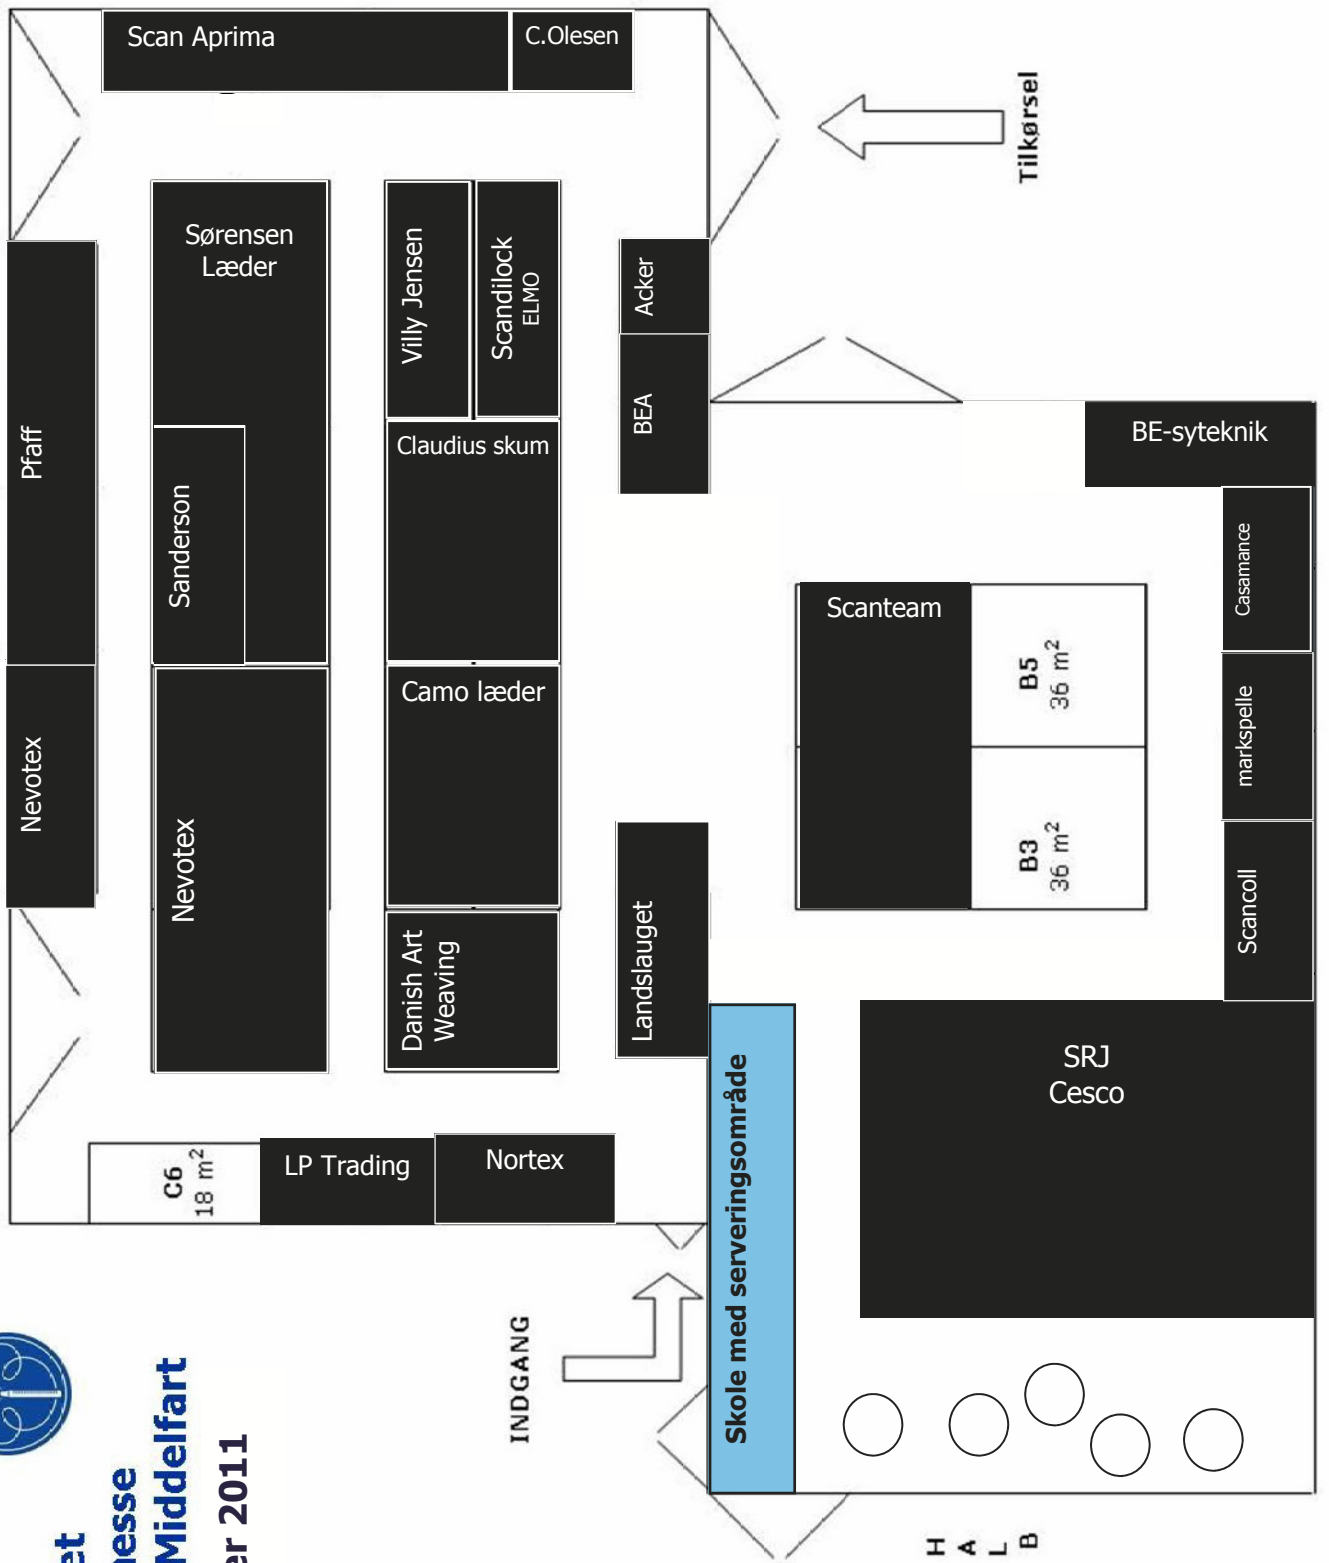 Scan Aprima
C.Olesen
Tilkørsel
Pfaff
Sørensen
Læder
Villy Jensen
Scandilock
ELMO
Acker
BEA
Sanderson
Claudius skum
BE-syteknik
Casamance
Nevotex
Nevotex
Camo læder
Scanteam
B5
36 m²
B3
36 m²
markspelle
Scancoll
Danish Art
Weaving
Landslauget
SRJ
Cesco
C6
18 m²
LP Trading
Nortex
Skole med serveringsområde
INDGANG
Middelfart
2011
HAL B